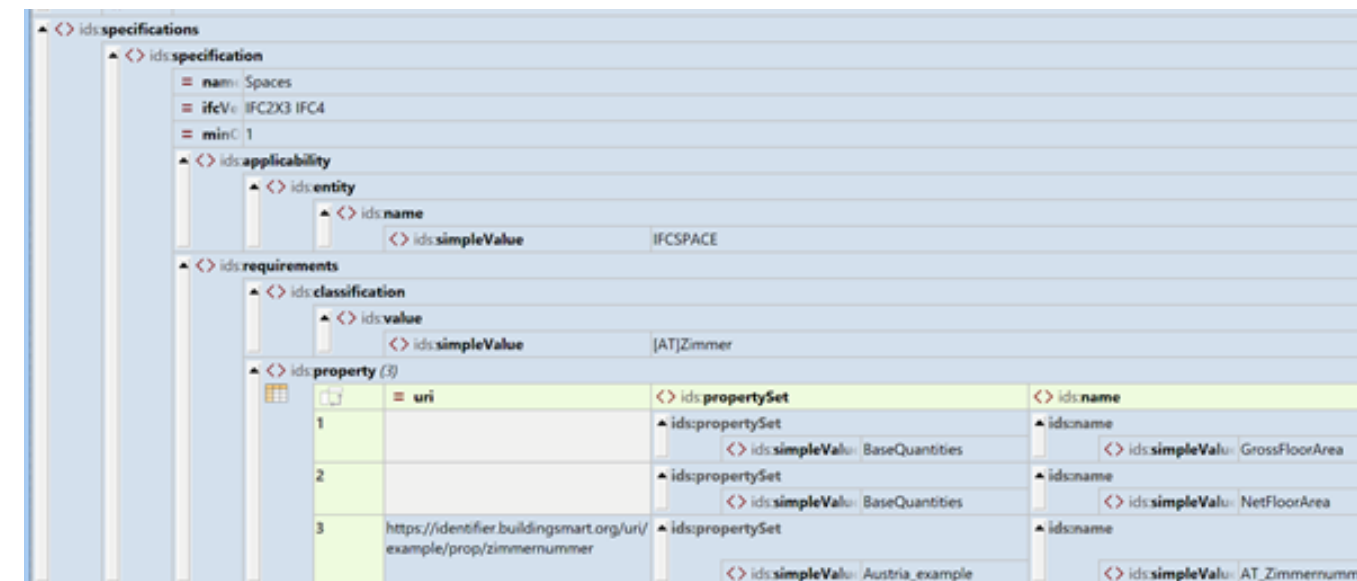 <> ids:specifications
<> ids:specification
= nam Spaces
= ifcVe IFC2X3 IFC4
= minO 1
<> ids:applicability
<> ids:entity
<> ids:name
<> ids:simpleValue IFCSPACE
<> ids:requirements
<> ids:classification
<> ids:value
<> ids:simpleValue [AT]Zimmer
<> ids:property (3)
= uri <> ids:propertySet <> ids:name
1 ids:propertySet ids:name
<> ids:simpleValu BaseQuantities <> ids:simpleValu GrossFloorArea
2 ids:propertySet ids:name
<> ids:simpleValu BaseQuantities <> ids:simpleValu NetFloorArea
3 https://identifier.buildingsmart.org/uri/ ids:propertySet ids:name
example/prop/zimmernummer
<> ids:simpleValu Austria_example <> ids:simpleValu AT_Zimmernumm